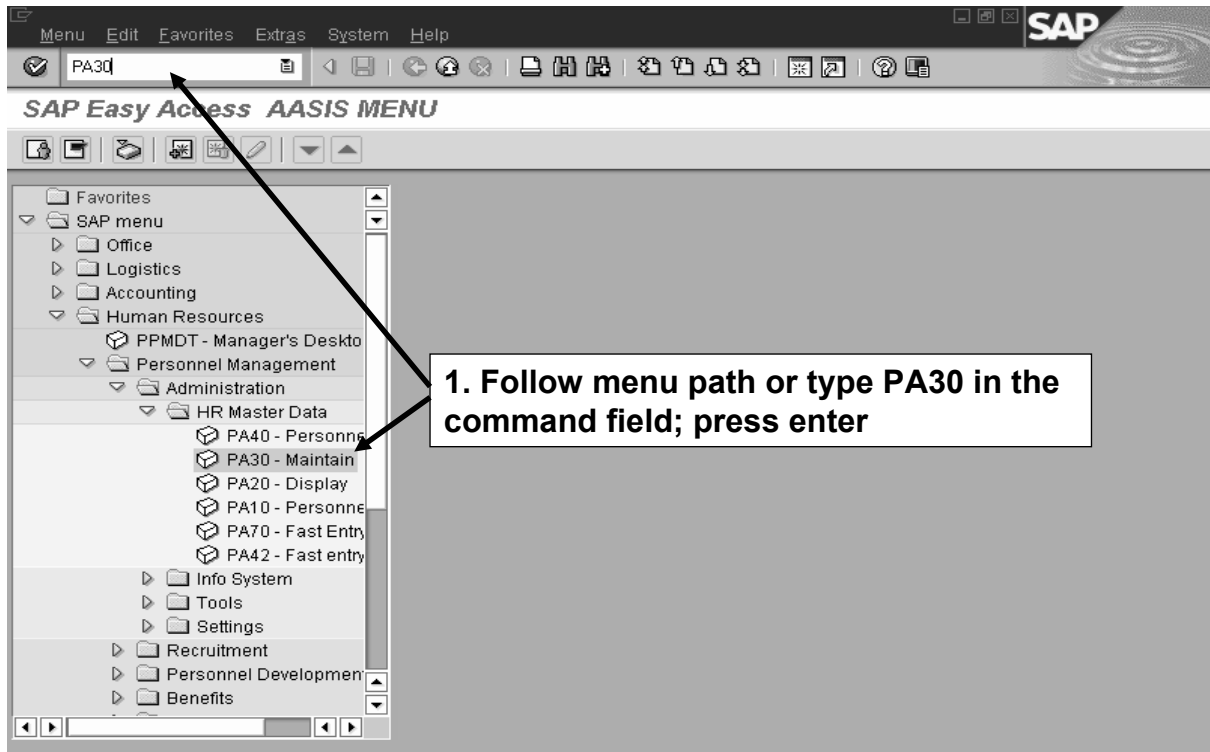 Menu Edit Favorites Extras System Help
SAP
PA30
SAP Easy Access AASIS MENU
Favorites
SAP menu
Office
Logistics
Accounting
Human Resources
PPMDT - Manager's Deskto
Personnel Management
Administration
HR Master Data
PA40 - Personne
PA30 - Maintain
PA20 - Display
PA10 - Personne
PA70 - Fast Entry
PA42 - Fast entry
Info System
Tools
Settings
Recruitment
Personnel Developmen
Benefits
1. Follow menu path or type PA30 in the
command field; press enter